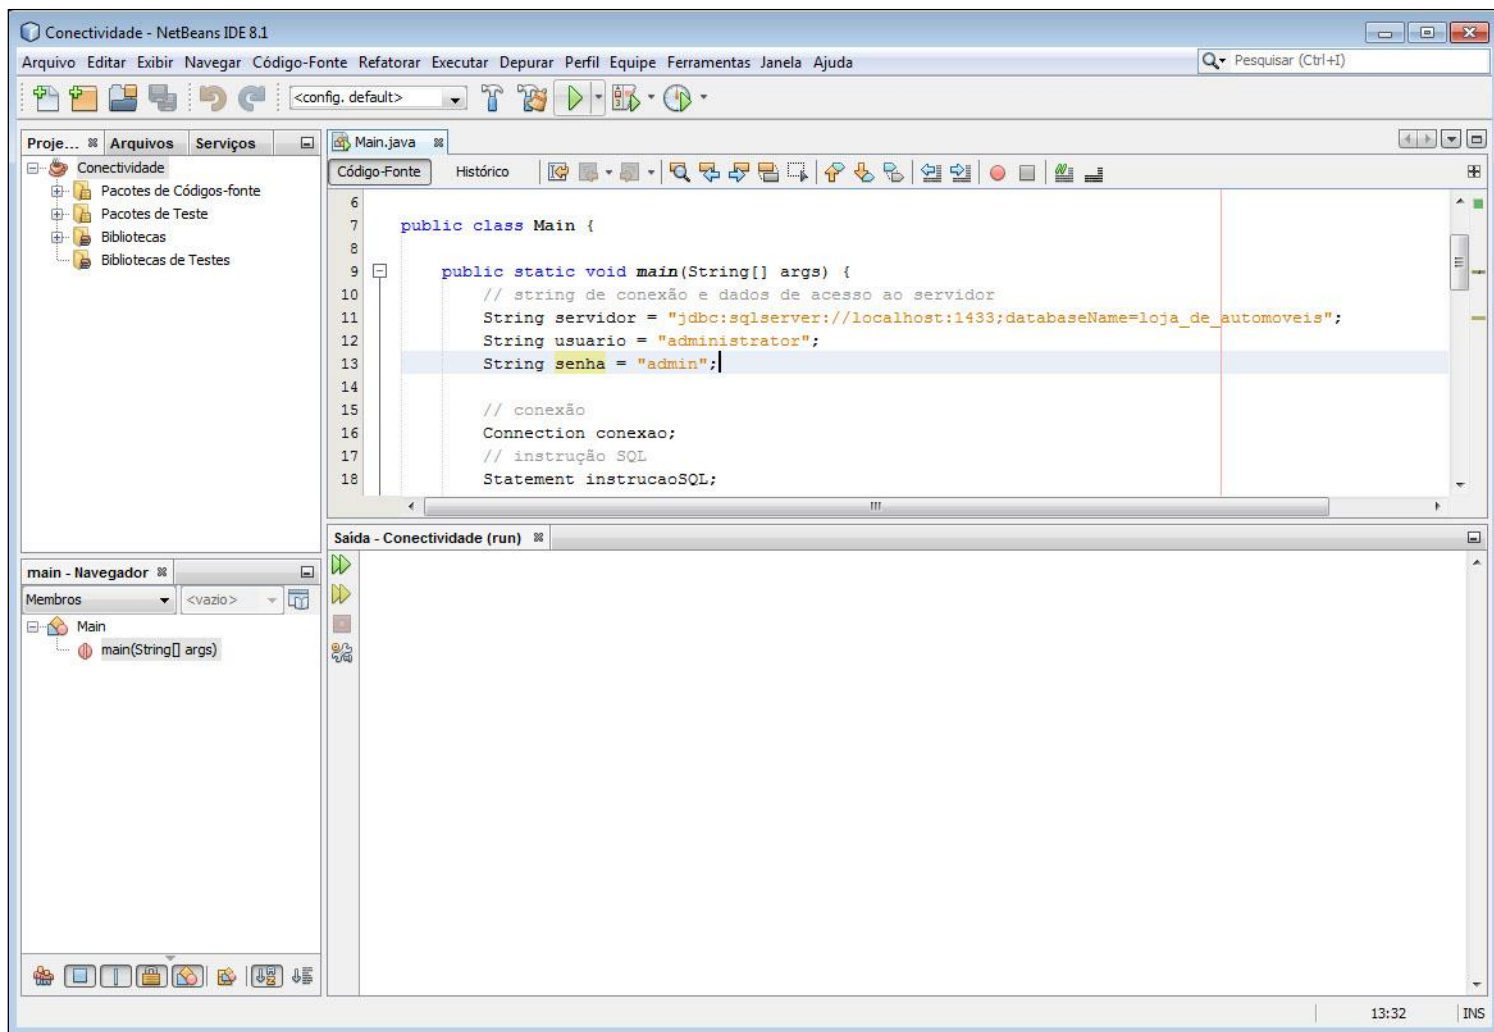 Conectividade - NetBeans IDE 8.1
Arquivo Editar Exibir Navegar Código-Fonte Refatorar Executar Depurar Perfil Equipe Ferramentas Janela Ajuda
Pesquisar (Ctrl+I)
<config. default>
Proje... Arquivos Serviços
Conectividade
Pacotes de Códigos-fonte
Pacotes de Teste
Bibliotecas
Bibliotecas de Testes
Main.java
Código-Fonte Histórico
6
7 public class Main {
8
9 public static void main(String[] args) {
10 // string de conexão e dados de acesso ao servidor
11 String servidor = "jdbc:sqlserver://localhost:1433;databaseName=loja_de_automoveis";
12 String usuario = "administrator";
13 String senha = "admin";
14
15 // conexão
16 Connection conexao;
17 // instrução SQL
18 Statement instrucaoSQL;
Saída - Conectividade (run)
main - Navegador
Membros <vazio>
Main
main(String[] args)
13:32 INS